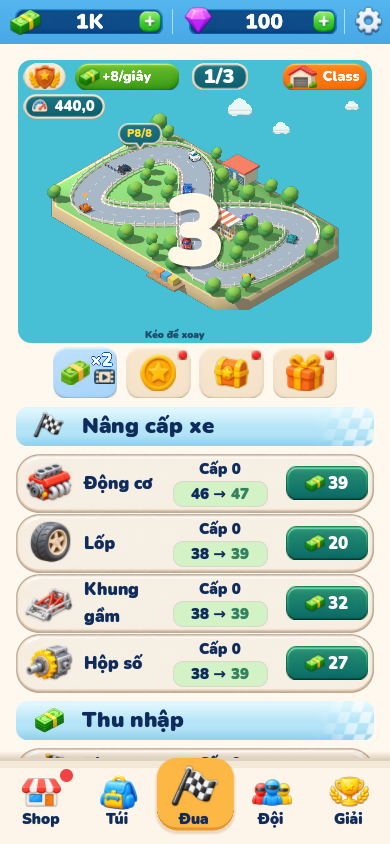 1K
100
+8/giây
1/3
Class
440,0
P8/8
3
Kéo để xoay
x2
Nâng cấp xe
Động cơ
Cấp 0
46 → 47
39
Lốp
Cấp 0
38 → 39
20
Khung
gầm
Cấp 0
38 → 39
32
Hộp số
Cấp 0
38 → 39
27
Thu nhập
Shop
Túi
Đua
Đội
Giải